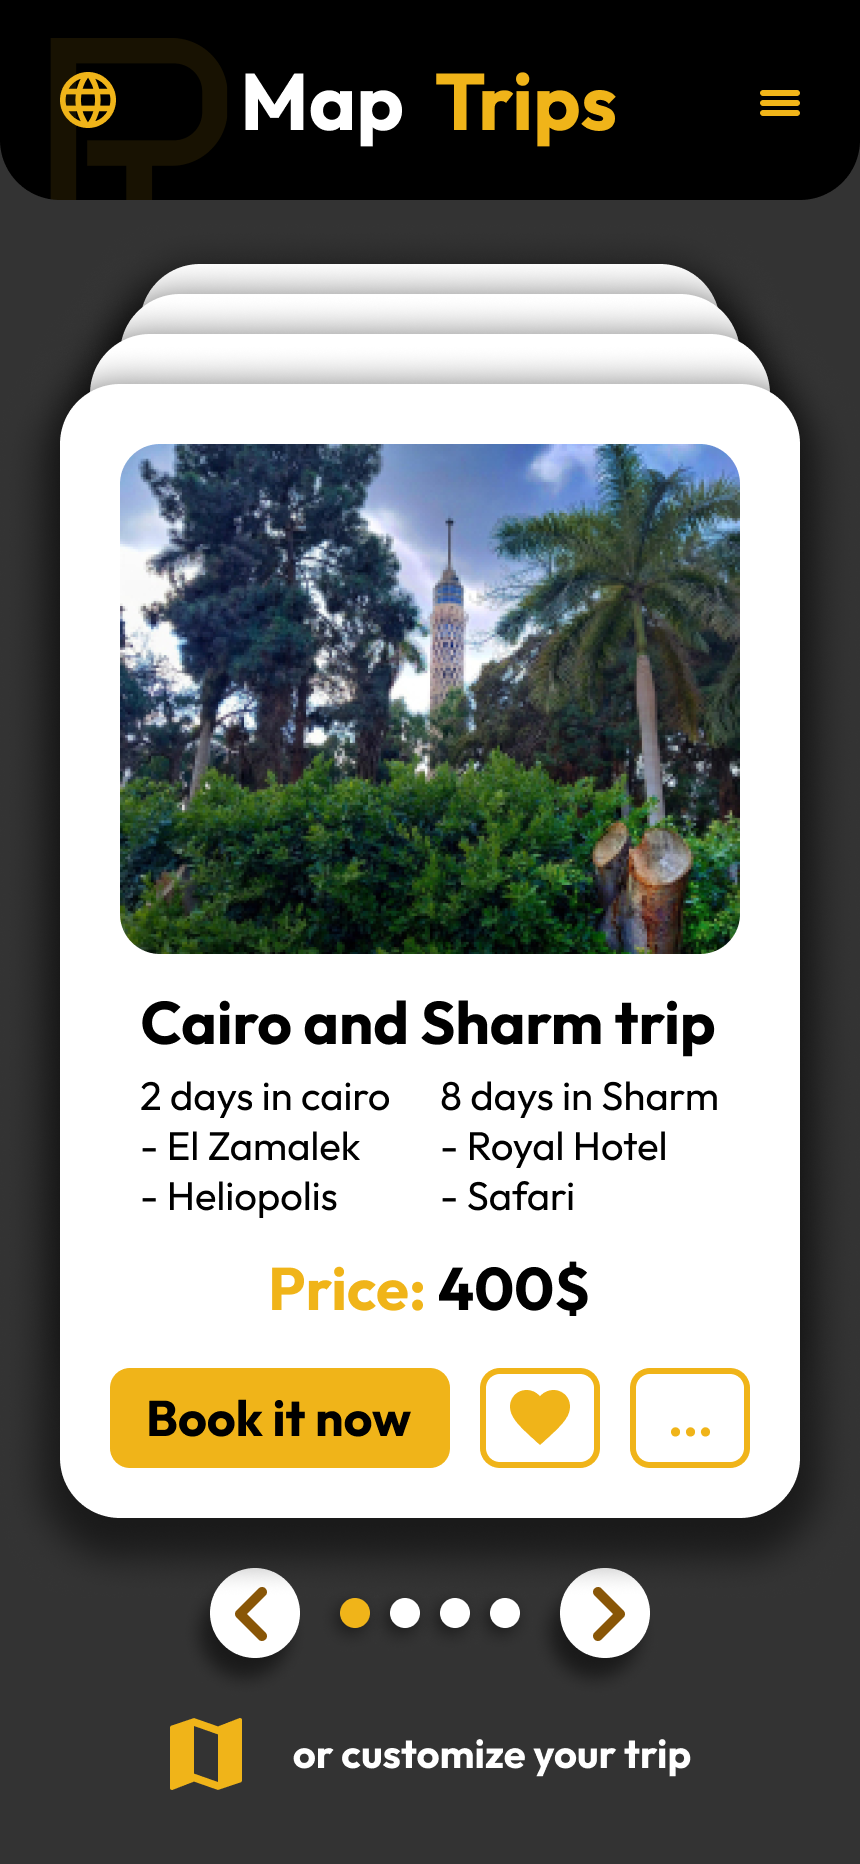 Map Trips
Cairo and Sharm trip
2 days in cairo
- El Zamalek
- Heliopolis
8 days in Sharm
- Royal Hotel
- Safari
Price: 400$
Book it now
...
or customize your trip